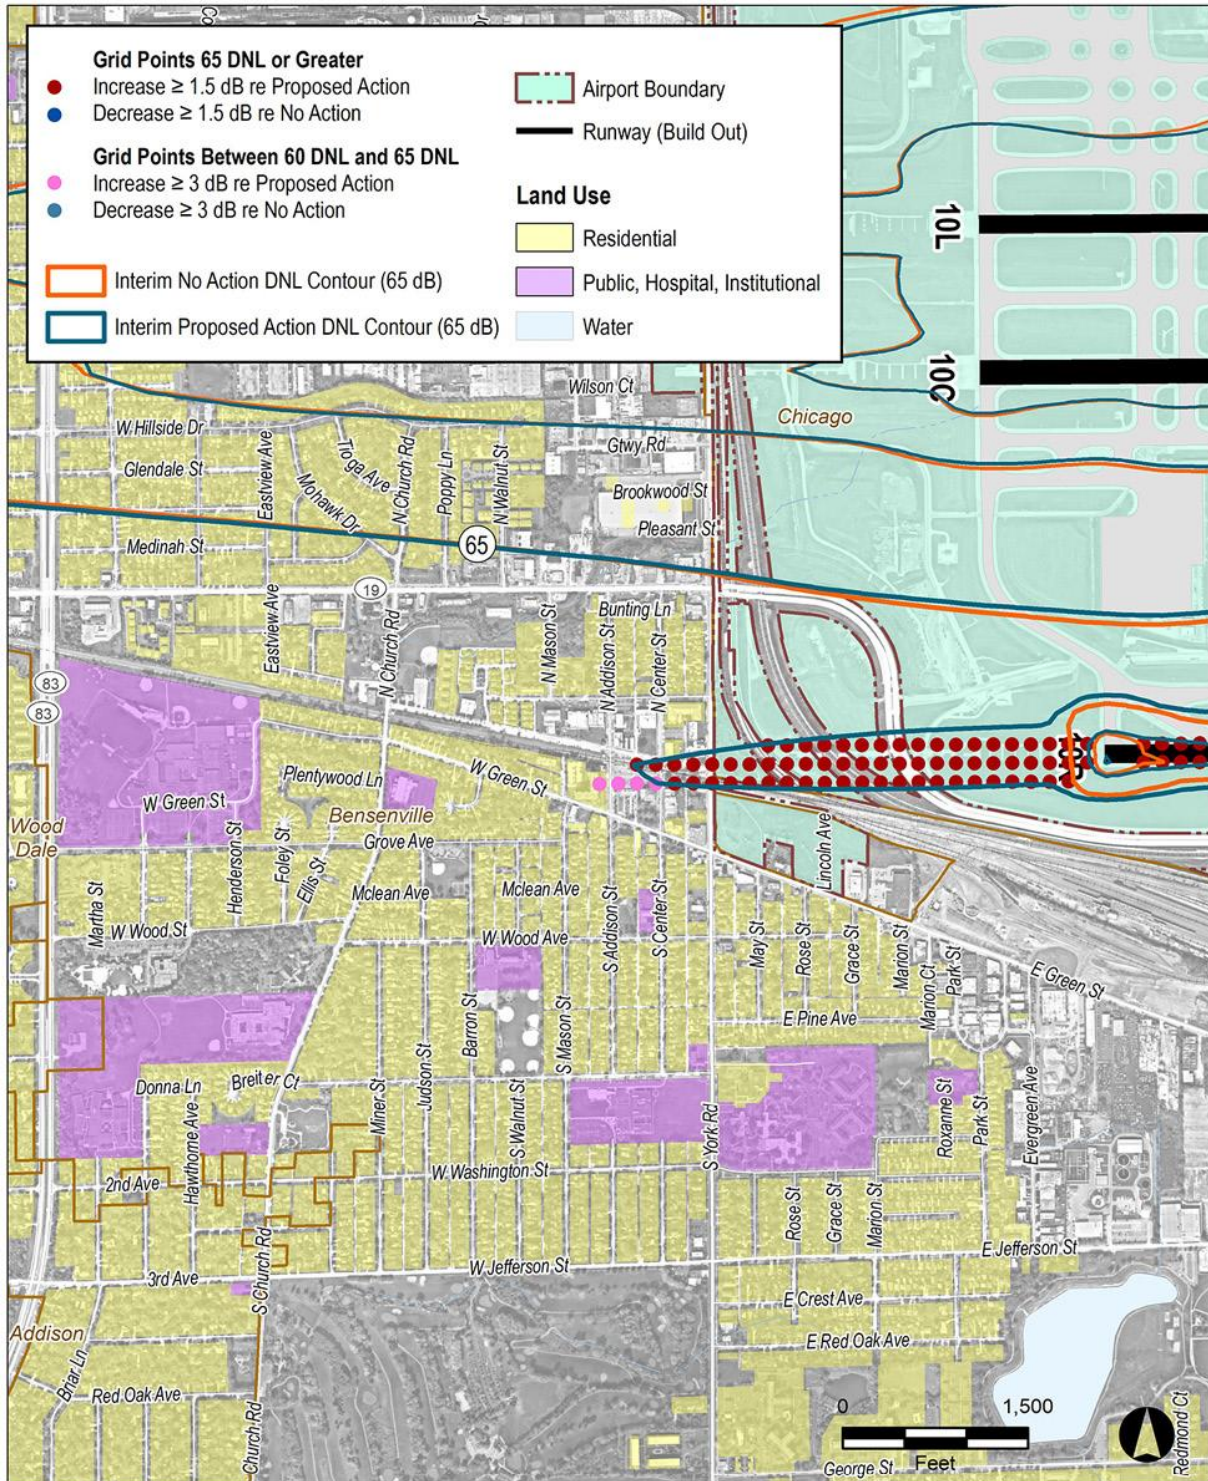 Co
Dr
Grid Points 65 DNL or Greater
Increase ≥ 1.5 dB re Proposed Action
Decrease ≥ 1.5 dB re No Action
Grid Points Between 60 DNL and 65 DNL
Increase ≥ 3 dB re Proposed Action
Decrease ≥ 3 dB re No Action
Interim No Action DNL Contour (65 dB)
Interim Proposed Action DNL Contour (65 dB)
Airport Boundary
Runway (Build Out)
Land Use
Residential
Public, Hospital, Institutional
Water
10L
10C
Wilson Ct
Chicago
W Hillside Dr
Tioga Ave
N Church Rd
Poppy Ln
N Walnut St
Gtwy Rd
Glendale St
Eastview Ave
Mohawk Dr
Brookwood St
Pleasant St
Medinah St
65
19
Eastview Ave
N Church Rd
N Mason St
Bunting Ln
N Addison St
N Center St
83
83
10R
Plentywood Ln
W Green St
W Green St
Bensenville
Wood
Dale
Grove Ave
Henderson St
Foley St
Ellis St
Lincoln Ave
Martha St
Mclean Ave
Mclean Ave
S Addison St
S Center St
W Wood St
W Wood Ave
May St
Rose St
Grace St
Marion St
Marion Ct
Park St
E Green St
E Pine Ave
Barron St
S Mason St
Judson St
Miner St
Donna Ln
Breiter Ct
S Walnut St
Hawthorne Ave
S York Rd
Roxanne St
Park St
Evergreen Ave
2nd Ave
W Washington St
Rose St
Grace St
Marion St
S Church Rd
3rd Ave
W Jefferson St
E Jefferson St
E Crest Ave
Addison
E Red Oak Ave
Briar Ln
Red Oak Ave
Church Rd
0
1,500
Feet
George St
Redmond Ct